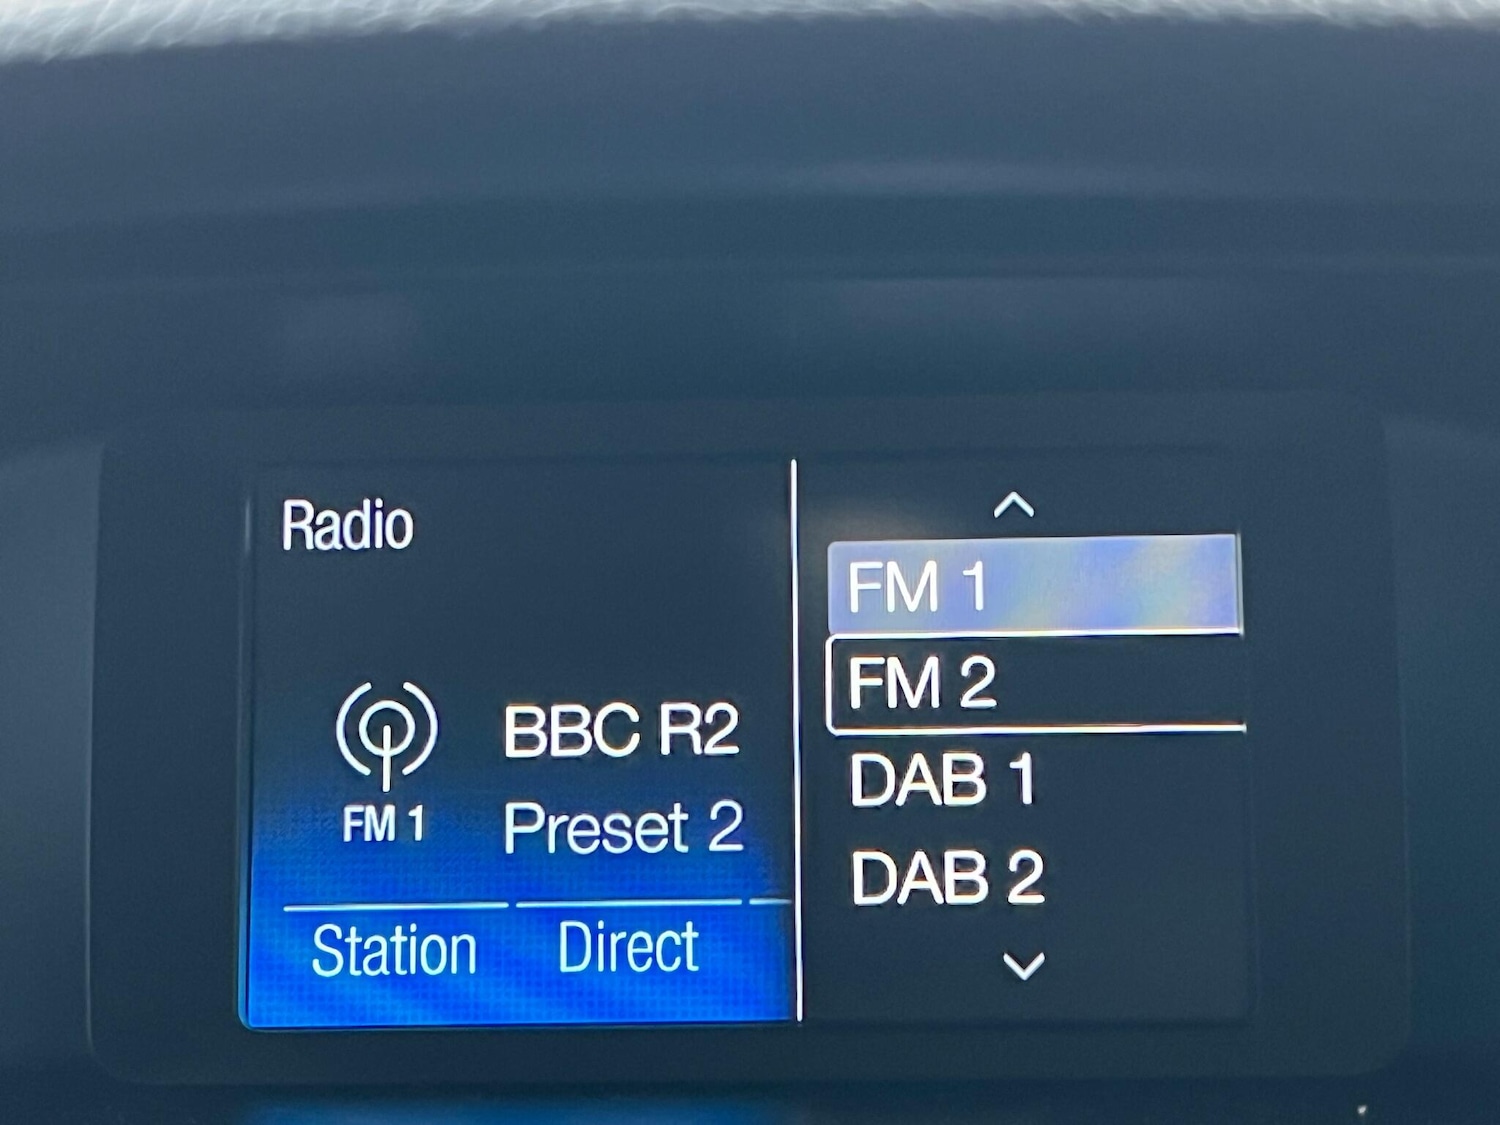 Radio
BBC R2
FM 1
Preset 2
Station
Direct
FM 1
FM 2
DAB 1
DAB 2